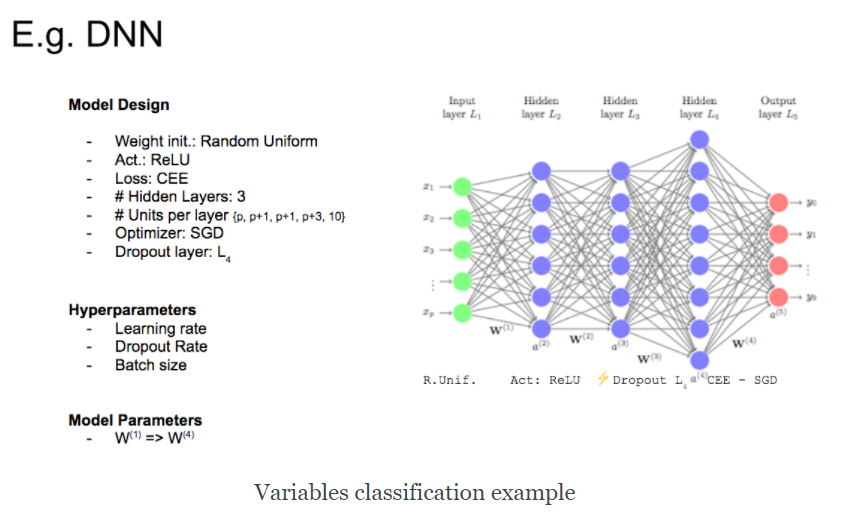 E.g. DNN
Model Design
- Weight init.: Random Uniform
- Act.: ReLU
- Loss: CEE
- # Hidden Layers: 3
- # Units per layer {p, p+1, p+1, p+3, 10}
- Optimizer: SGD
- Dropout layer: L4
Hyperparameters
- Learning rate
- Dropout Rate
- Batch size
Model Parameters
- W(1) => W(4)
Input layer L1
Hidden layer L2
Hidden layer L3
Hidden layer L4
Output layer L5
x1
x2
x3
⋮
xp
W(1)
a(2)
W(2)
a(3)
W(3)
a(4)
W(4)
a(5)
y0
y1
⋮
y9
R.Unif. Act: ReLU ⚡Dropout L4 CEE - SGD
Variables classification example